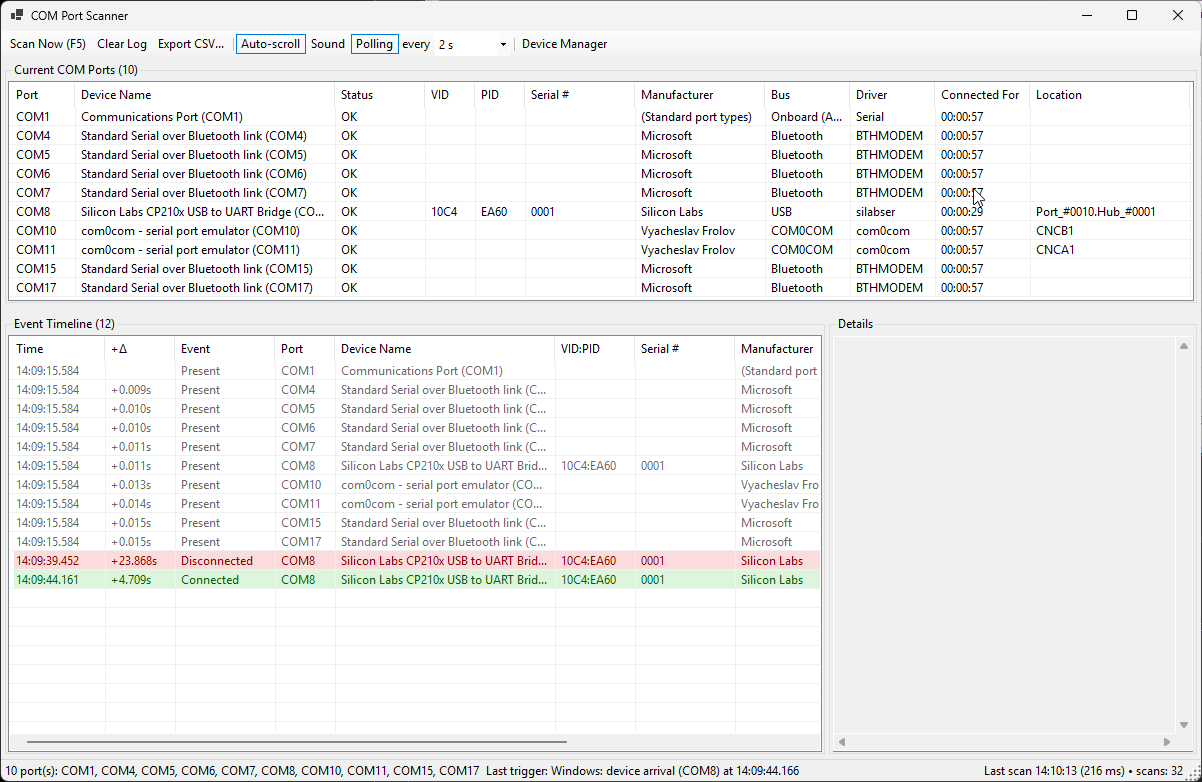 COM Port Scanner
Scan Now (F5) Clear Log Export CSV... Auto-scroll Sound Polling every 2 s Device Manager
Current COM Ports (10)
Port Device Name Status VID PID Serial # Manufacturer Bus Driver Connected For Location
COM1 Communications Port (COM1) OK (Standard port types) Onboard (A... Serial 00:00:57
COM4 Standard Serial over Bluetooth link (COM4) OK Microsoft Bluetooth BTHMODEM 00:00:57
COM5 Standard Serial over Bluetooth link (COM5) OK Microsoft Bluetooth BTHMODEM 00:00:57
COM6 Standard Serial over Bluetooth link (COM6) OK Microsoft Bluetooth BTHMODEM 00:00:57
COM7 Standard Serial over Bluetooth link (COM7) OK Microsoft Bluetooth BTHMODEM 00:00:57
COM8 Silicon Labs CP210x USB to UART Bridge (CO... OK 10C4 EA60 0001 Silicon Labs USB silabser 00:00:29 Port_#0010.Hub_#0001
COM10 com0com - serial port emulator (COM10) OK Vyacheslav Frolov COM0COM com0com 00:00:57 CNCB1
COM11 com0com - serial port emulator (COM11) OK Vyacheslav Frolov COM0COM com0com 00:00:57 CNCA1
COM15 Standard Serial over Bluetooth link (COM15) OK Microsoft Bluetooth BTHMODEM 00:00:57
COM17 Standard Serial over Bluetooth link (COM17) OK Microsoft Bluetooth BTHMODEM 00:00:57
Event Timeline (12)
Time +Δ Event Port Device Name VID:PID Serial # Manufacturer
14:09:15.584 Present COM1 Communications Port (COM1) (Standard port
14:09:15.584 +0.009s Present COM4 Standard Serial over Bluetooth link (C... Microsoft
14:09:15.584 +0.010s Present COM5 Standard Serial over Bluetooth link (C... Microsoft
14:09:15.584 +0.010s Present COM6 Standard Serial over Bluetooth link (C... Microsoft
14:09:15.584 +0.011s Present COM7 Standard Serial over Bluetooth link (C... Microsoft
14:09:15.584 +0.011s Present COM8 Silicon Labs CP210x USB to UART Brid... 10C4:EA60 0001 Silicon Labs
14:09:15.584 +0.013s Present COM10 com0com - serial port emulator (CO... Vyacheslav Fro
14:09:15.584 +0.014s Present COM11 com0com - serial port emulator (CO... Vyacheslav Fro
14:09:15.584 +0.015s Present COM15 Standard Serial over Bluetooth link (C... Microsoft
14:09:15.584 +0.015s Present COM17 Standard Serial over Bluetooth link (C... Microsoft
14:09:39.452 +23.868s Disconnected COM8 Silicon Labs CP210x USB to UART Brid... 10C4:EA60 0001 Silicon Labs
14:09:44.161 +4.709s Connected COM8 Silicon Labs CP210x USB to UART Brid... 10C4:EA60 0001 Silicon Labs
Details
10 port(s): COM1, COM4, COM5, COM6, COM7, COM8, COM10, COM11, COM15, COM17 Last trigger: Windows: device arrival (COM8) at 14:09:44.166 Last scan 14:10:13 (216 ms) • scans: 32